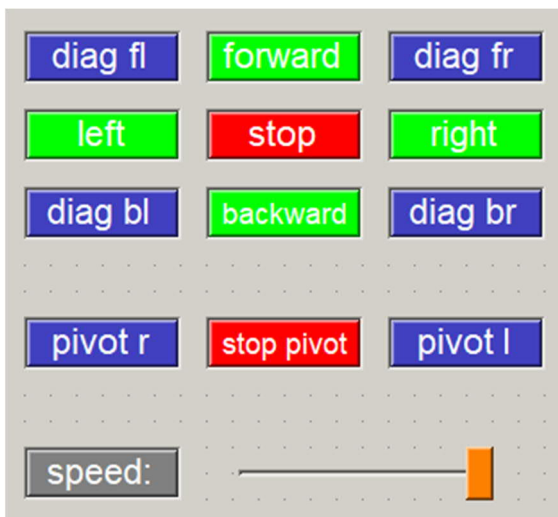 diag fl forward diag fr
left stop right
diag bl backward diag br
pivot r stop pivot pivot l
speed: